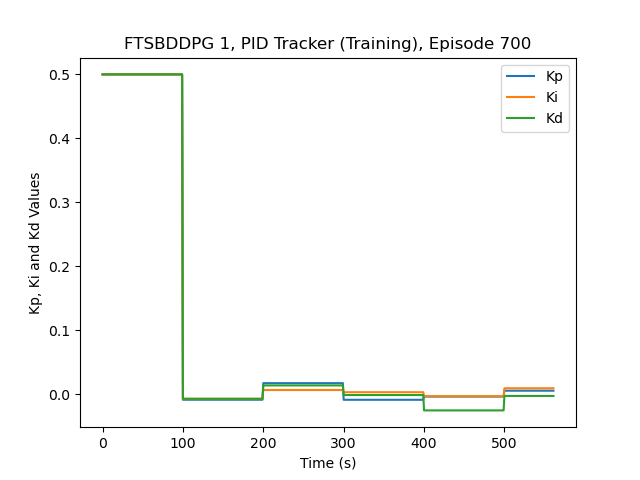 FTSBDDPG 1, PID Tracker (Training), Episode 700
Kp, Ki and Kd Values
0.5
0.4
0.3
0.2
0.1
0.0
Kp
Ki
Kd
0 100 200 300 400 500
Time (s)